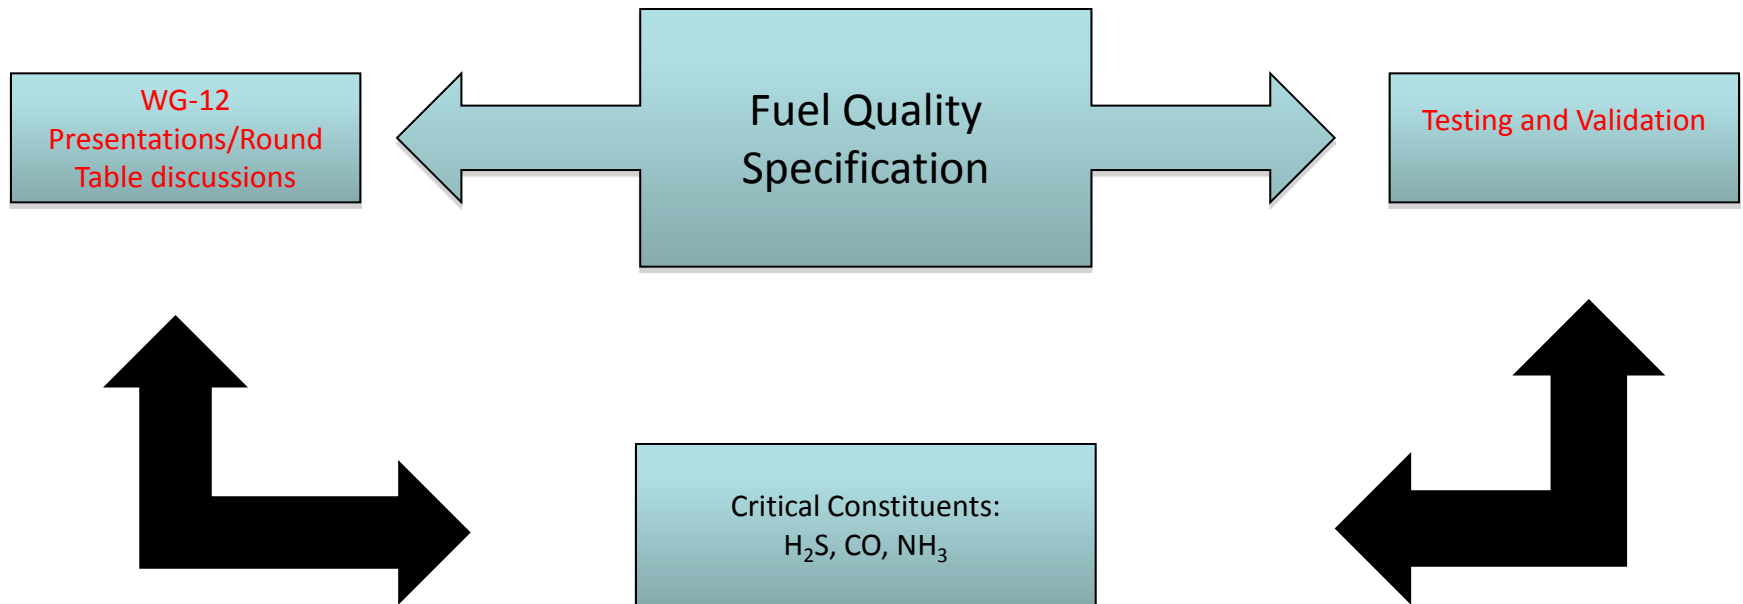 WG-12
Presentations/Round
Table discussions
Fuel Quality
Specification
Testing and Validation
Critical Constituents:
H₂S, CO, NH₃